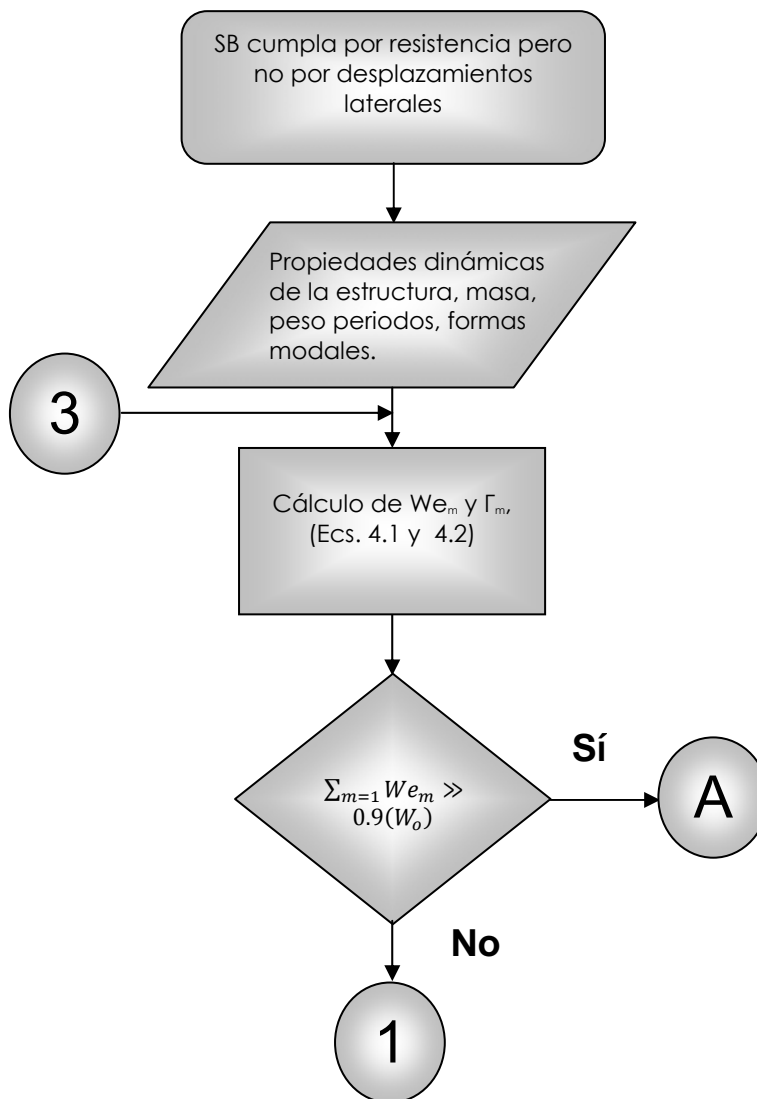 SB cumpla por resistencia pero
no por desplazamientos
laterales
Propiedades dinámicas
de la estructura, masa,
peso periodos, formas
modales.
3
Cálculo de Weₘ y Γₘ,
(Ecs. 4.1 y 4.2)
Sí
∑ₘ₌₁ 𝑊𝑒ₘ ≫
0.9(𝑊ₒ)
A
No
1